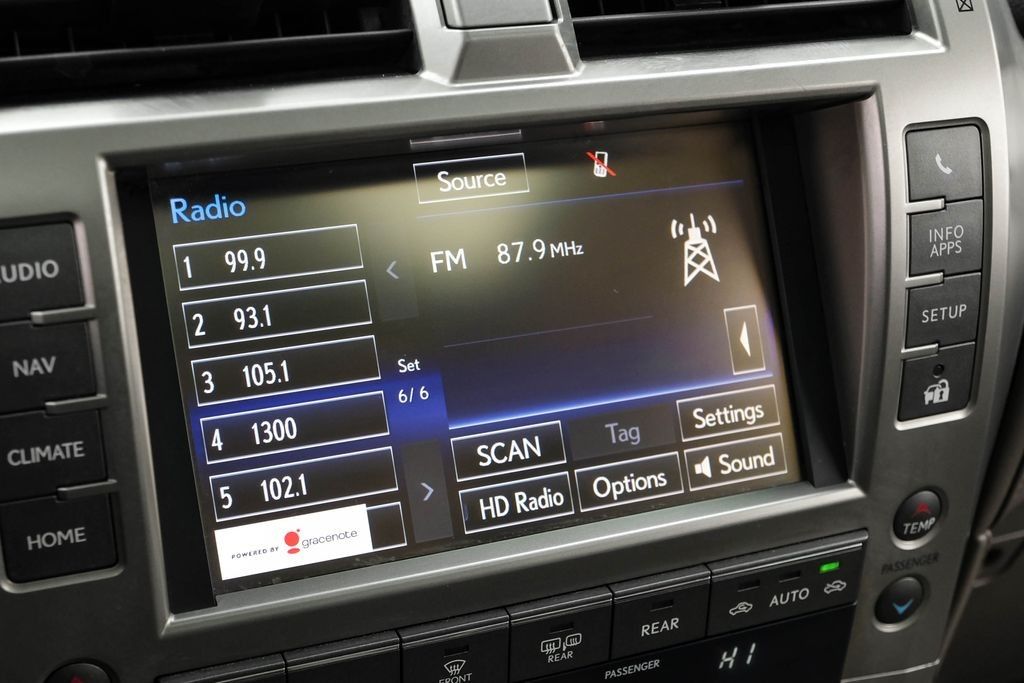 Radio
Source
1 99.9
2 93.1
3 105.1
4 1300
5 102.1
FM 87.9 MHz
Set
6/6
SCAN
Tag
Settings
HD Radio
Options
Sound
POWERED BY gracenote
NAV
CLIMATE
HOME
INFO
APPS
SETUP
TEMP
PASSENGER
REAR
REAR
AUTO
PASSENGER
HI